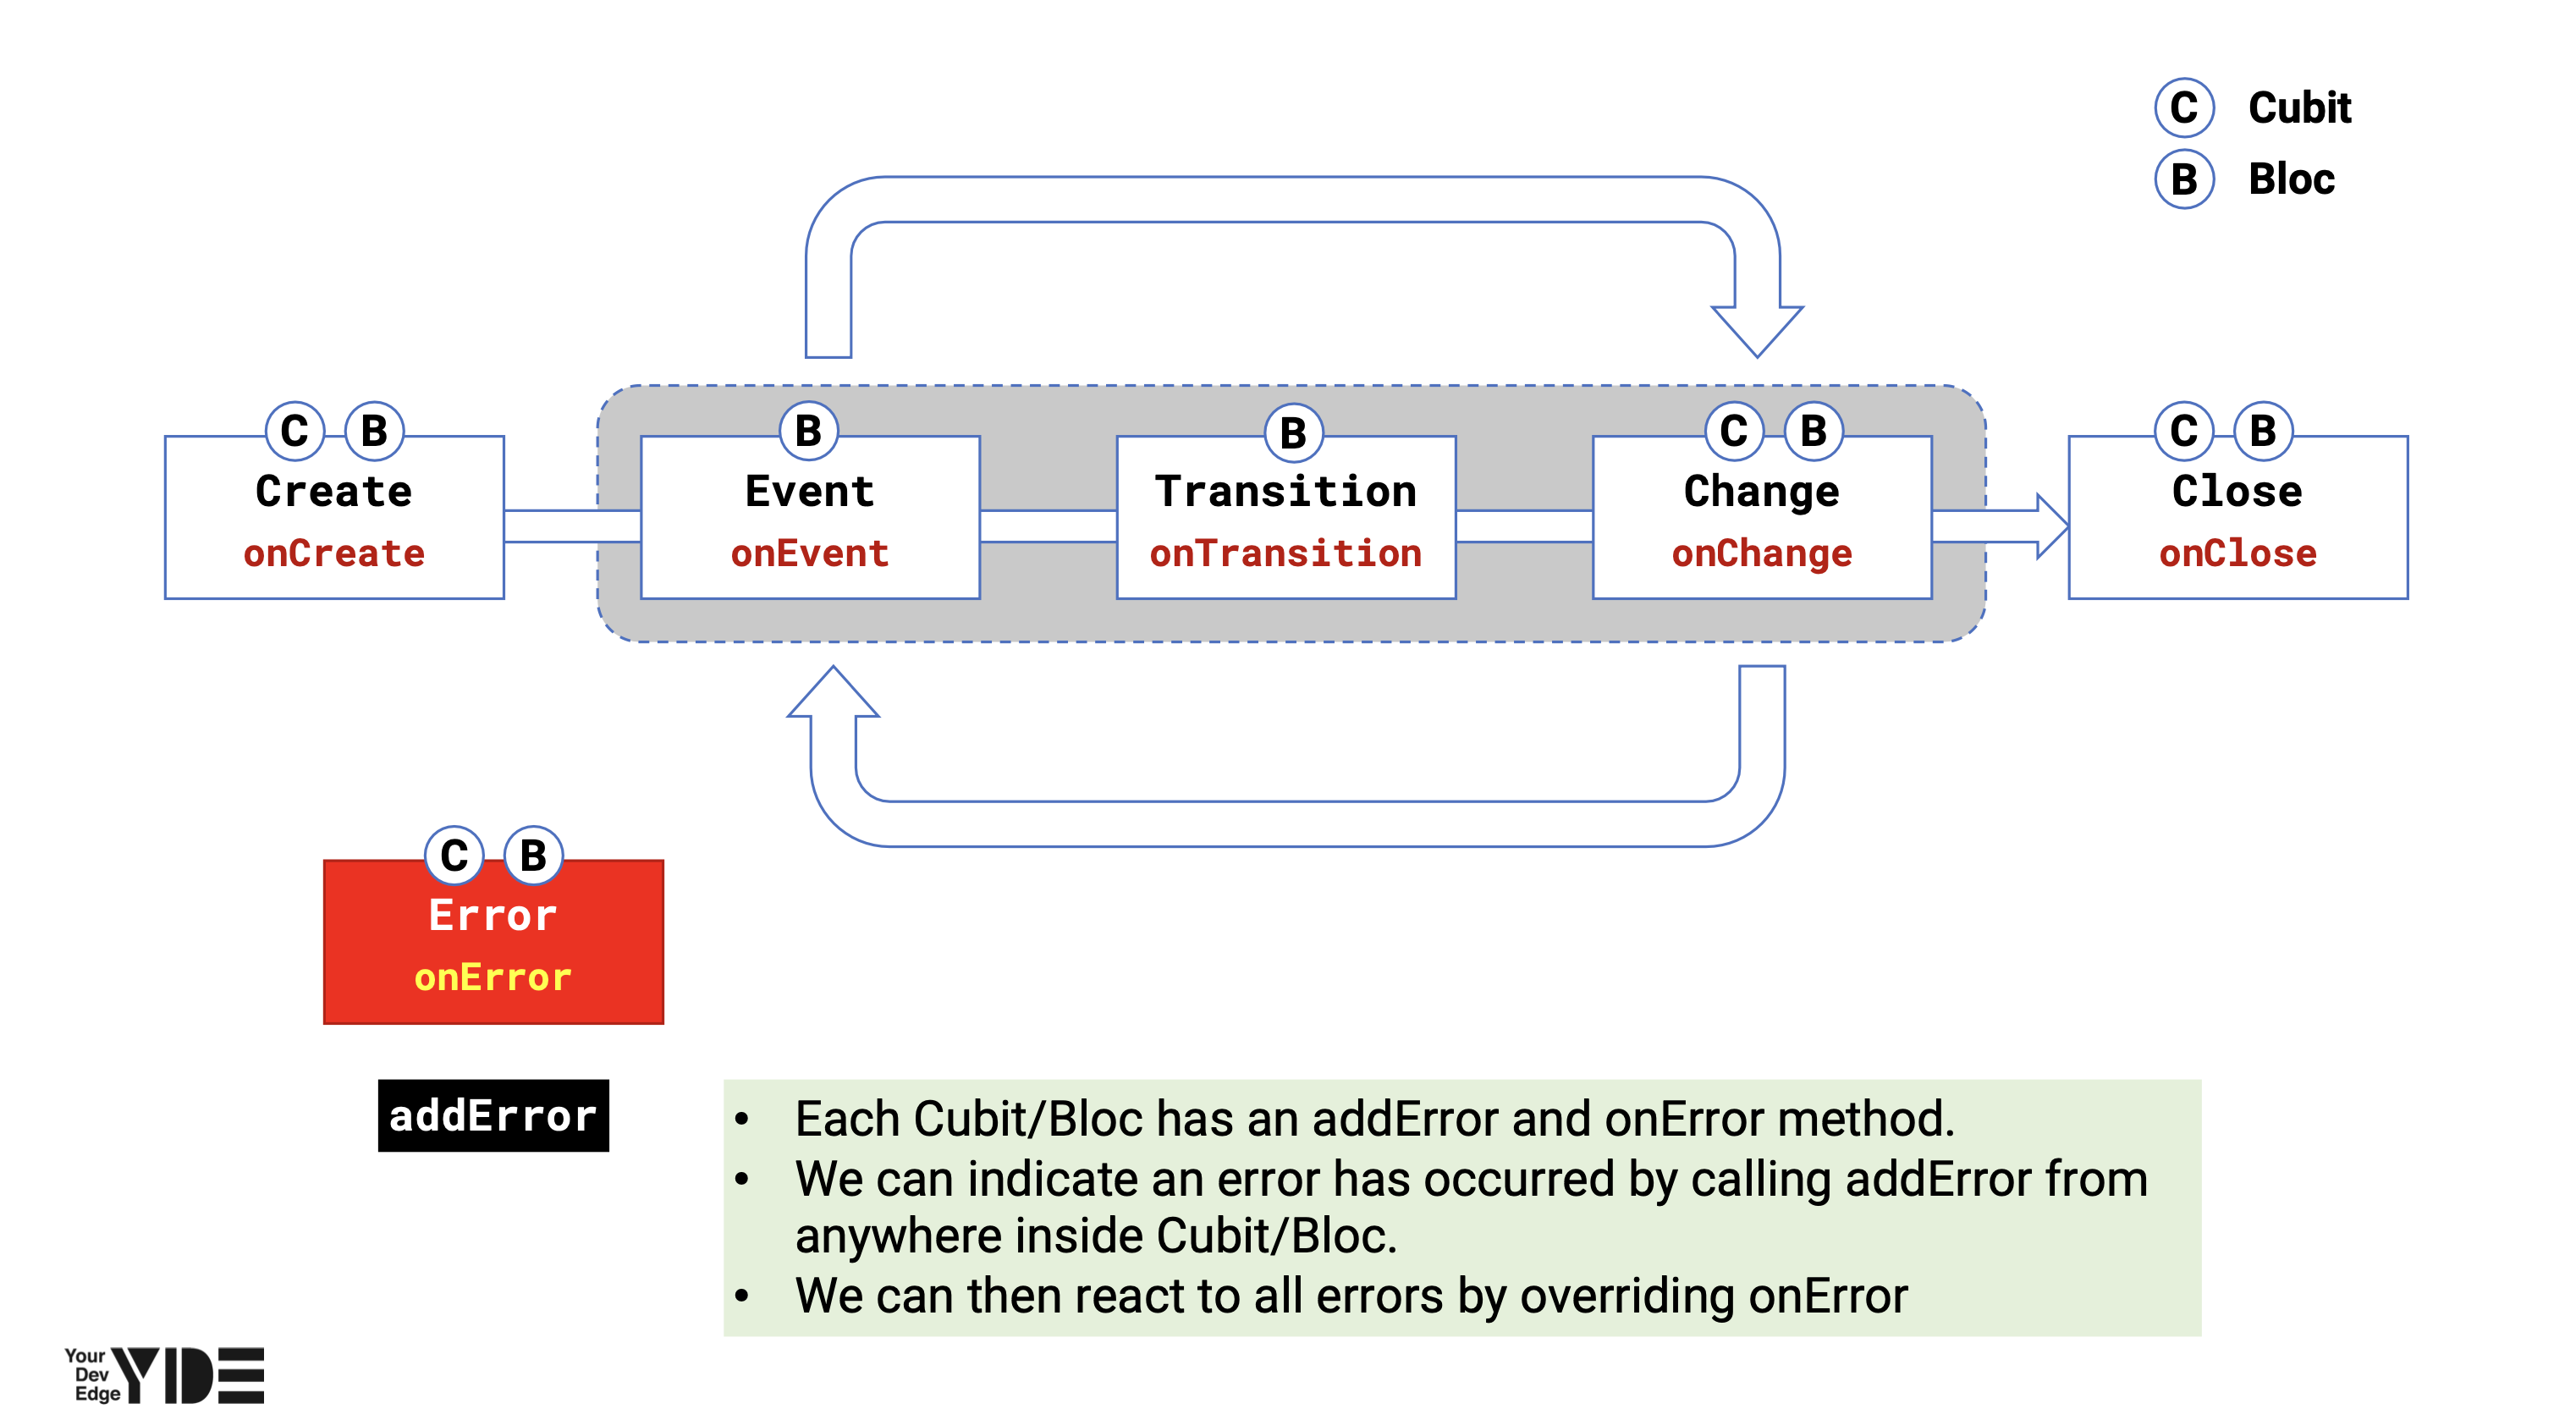 C Cubit
B Bloc
C B
Create
onCreate
B
Event
onEvent
B
Transition
onTransition
C B
Change
onChange
C B
Close
onClose
C B
Error
onError
addError
• Each Cubit/Bloc has an addError and onError method.
• We can indicate an error has occurred by calling addError from
anywhere inside Cubit/Bloc.
• We can then react to all errors by overriding onError
Your
Dev
Edge
YDE